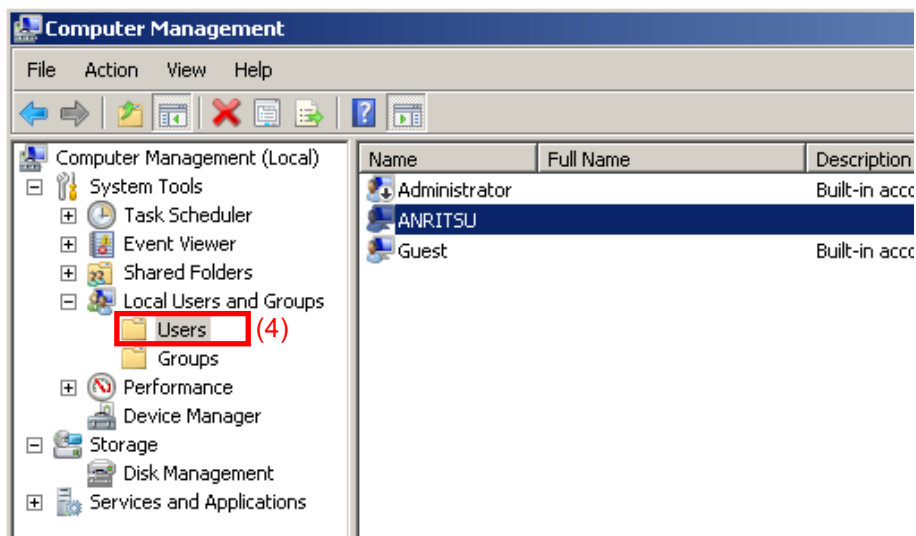 Computer Management
File Action View Help
Computer Management (Local)
System Tools
Task Scheduler
Event Viewer
Shared Folders
Local Users and Groups
Users (4)
Groups
Performance
Device Manager
Storage
Disk Management
Services and Applications
Name Full Name Description
Administrator Built-in acco
ANRITSU
Guest Built-in acco